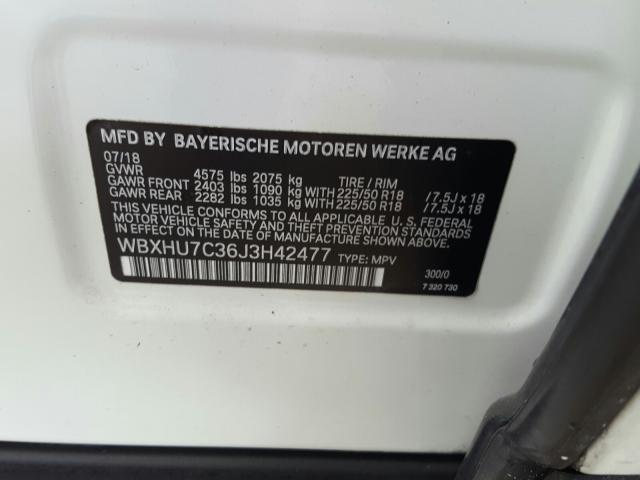 MFD BY BAYERISCHE MOTOREN WERKE AG
07/18
GVWR 4575 lbs 2075 kg TIRE / RIM
GAWR FRONT 2403 lbs 1090 kg WITH 225/50 R18 /7.5J x 18
GAWR REAR 2282 lbs 1035 kg WITH 225/50 R18 /7.5J x 18
THIS VEHICLE CONFORMS TO ALL APPLICABLE U. S. FEDERAL
MOTOR VEHICLE SAFETY AND THEFT PREVENTION STANDARDS
IN EFFECT ON THE DATE OF MANUFACTURE SHOWN ABOVE.
WBXHU7C36J3H42477 TYPE: MPV
300/0
7 320 730